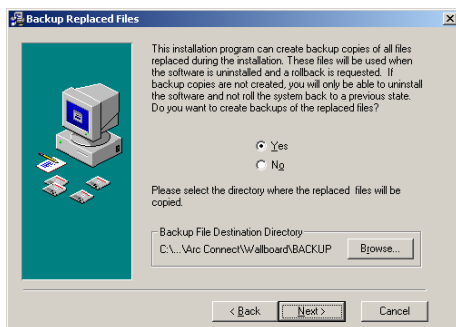 Backup Replaced Files
This installation program can create backup copies of all files
replaced during the installation. These files will be used when
the software is uninstalled and a rollback is requested. If
backup copies are not created, you will only be able to uninstall
the software and not roll the system back to a previous state.
Do you want to create backups of the replaced files?
Yes
No
Please select the directory where the replaced files will be
copied.
Backup File Destination Directory
C:\...\Arc Connect\Wallboard\BACKUP
Browse...
< Back
Next >
Cancel